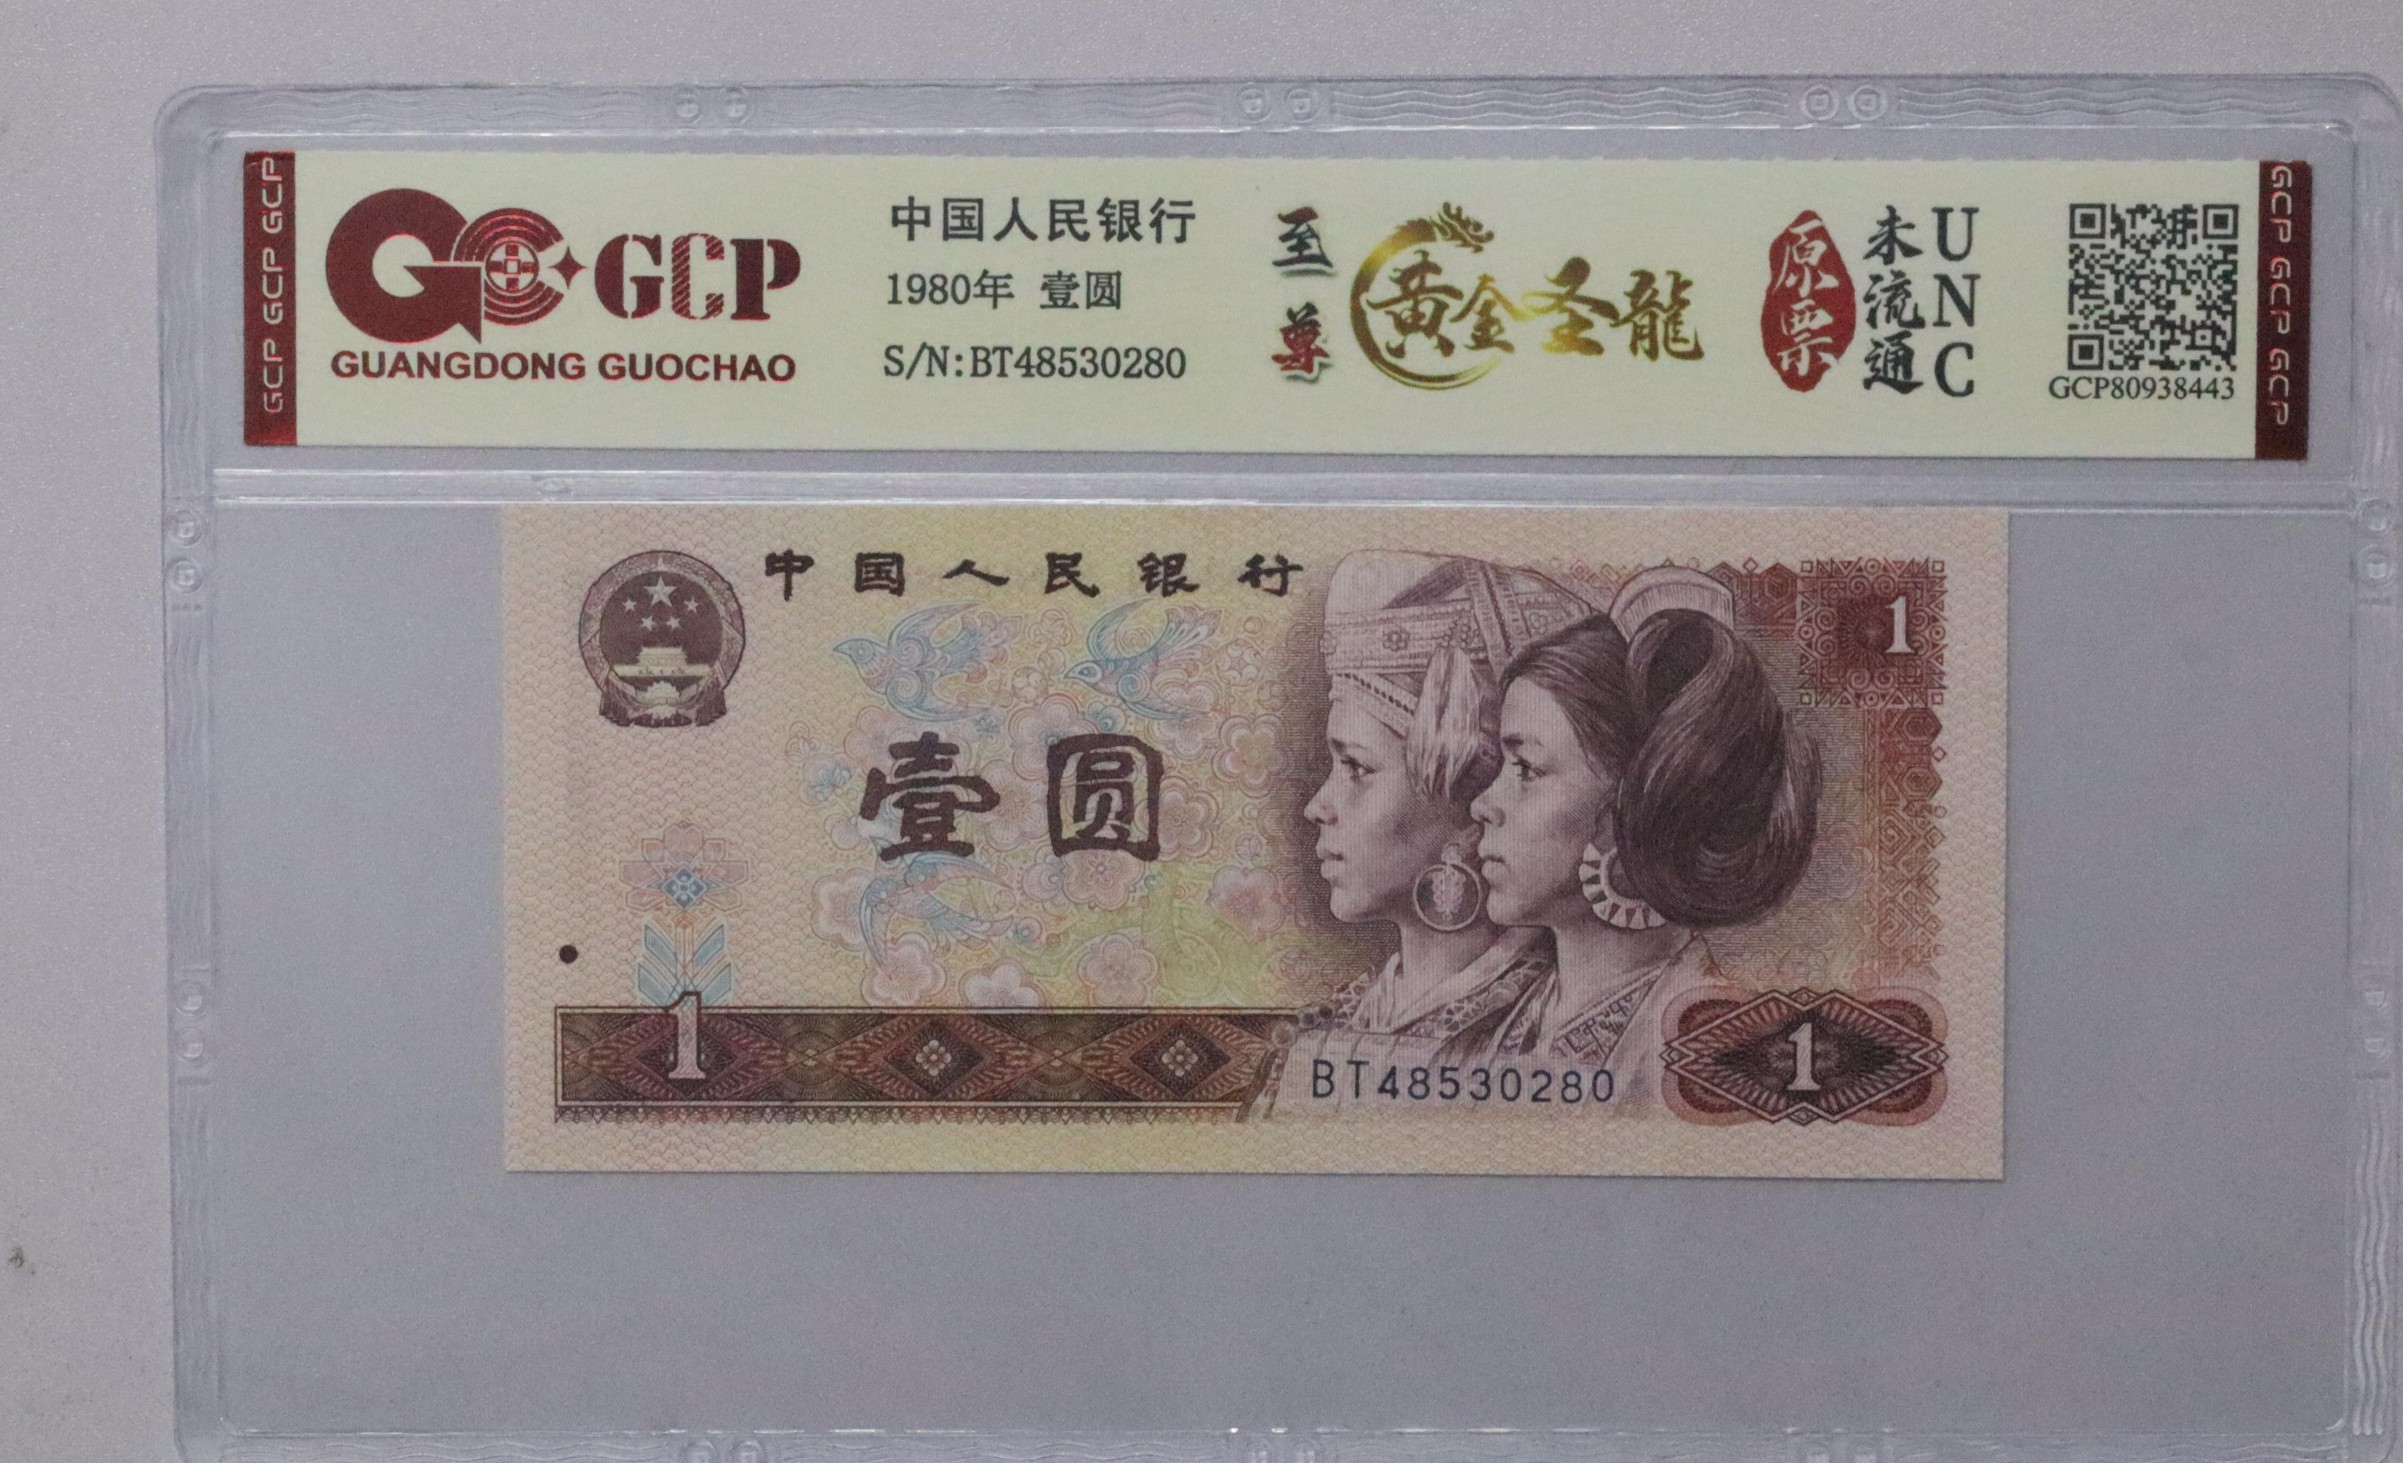 GCP GCP GCP
GCP
GUANGDONG GUOCHAO
中国人民银行
1980年 壹圆
S/N:BT48530280
至尊
黄金圣龍
原票
未流通
UNC
GCP80938443
GCP GCP GCP
中国人民银行
1
壹圆
1
BT48530280
1